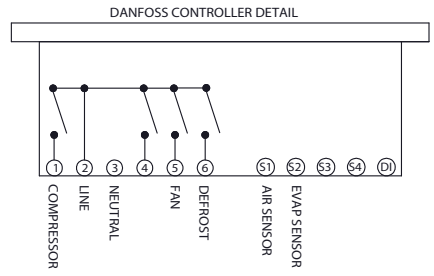 DANFOSS CONTROLLER DETAIL
1 2 3 4 5 6 S1 S2 S3 S4 DI
COMPRESSOR
LINE
NEUTRAL
FAN
DEFROST
AIR SENSOR
EVAP SENSOR